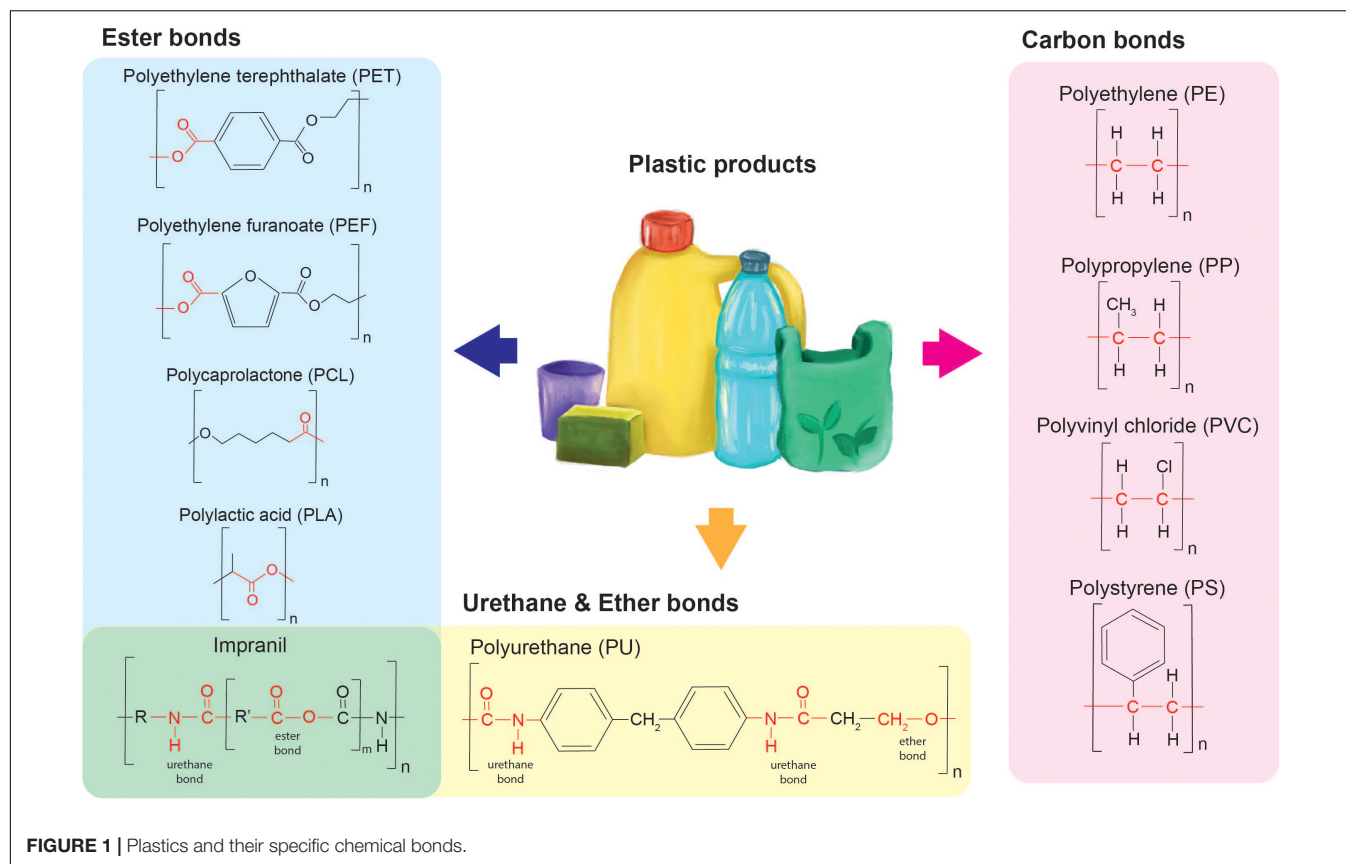 Ester bonds
Polyethylene terephthalate (PET)
O
O
O
O
n
Polyethylene furanoate (PEF)
O
O
O
O
O
n
Polycaprolactone (PCL)
O
O
n
Polylactic acid (PLA)
O
O
n
Impranil
O O O
R N C R' C O C N
H ester bond m H
urethane bond
n
Plastic products
Urethane & Ether bonds
Polyurethane (PU)
O O
C N CH2 N C CH2 CH2 O
H H ether bond
urethane bond urethane bond n
Carbon bonds
Polyethylene (PE)
H H
C C
H H
n
Polypropylene (PP)
CH3 H
C C
H H
n
Polyvinyl chloride (PVC)
H Cl
C C
H H
n
Polystyrene (PS)
H
C C
H H
n
FIGURE 1 | Plastics and their specific chemical bonds.